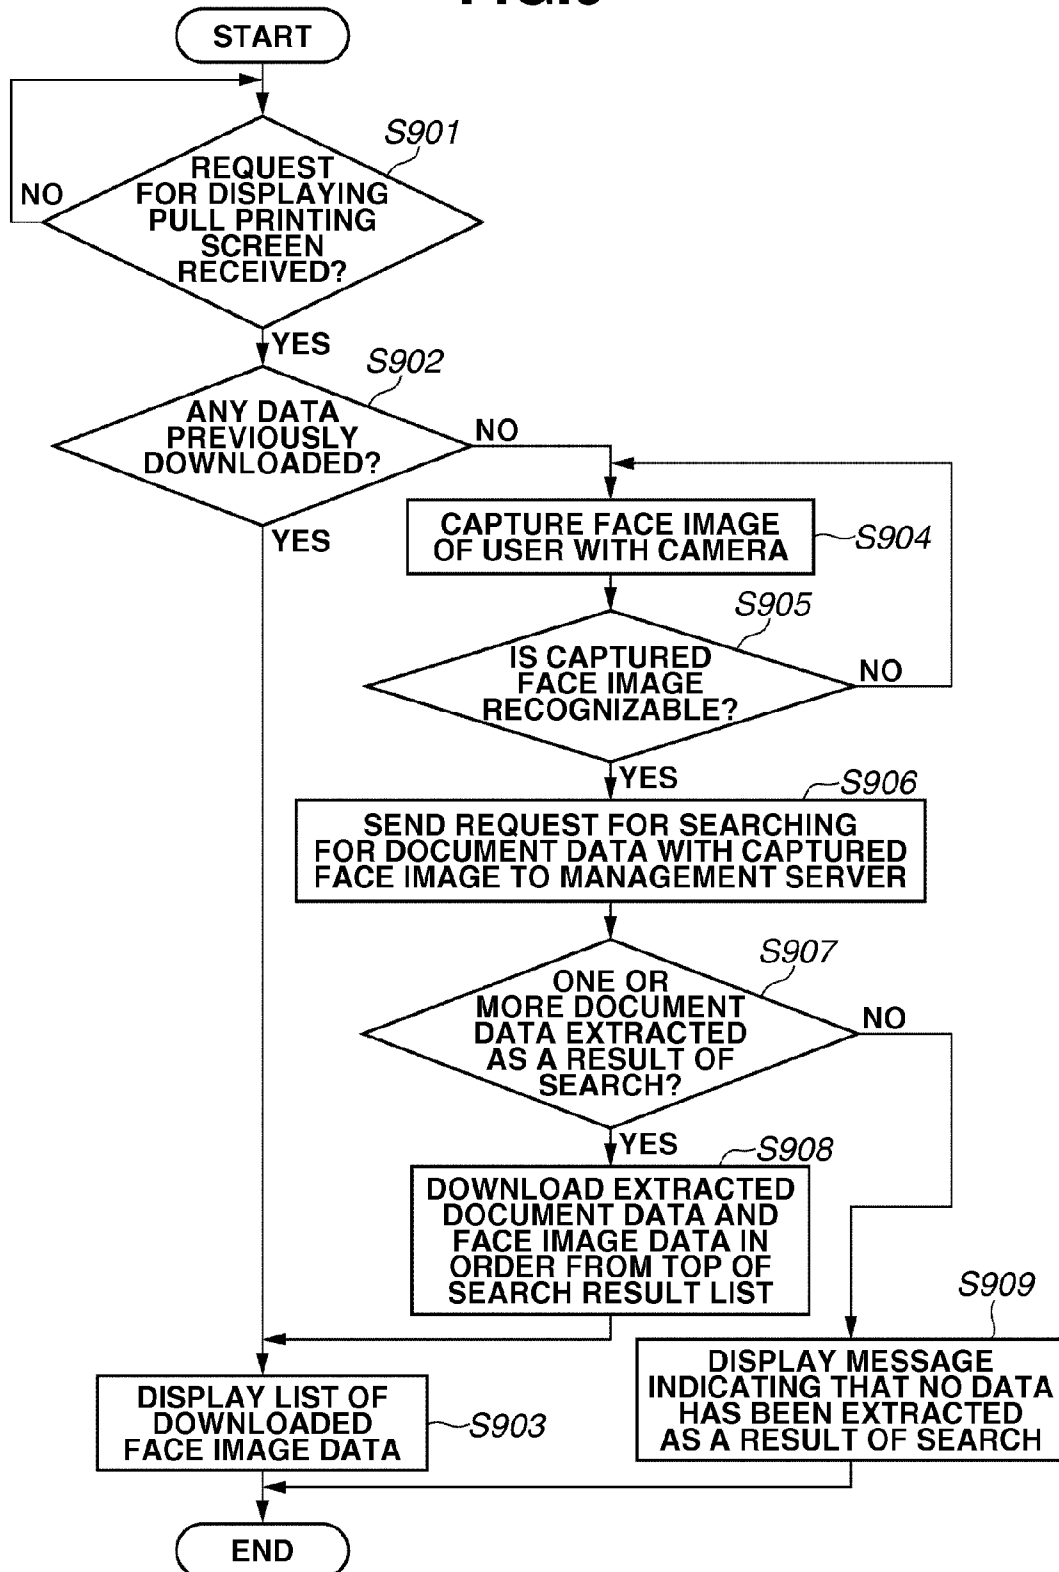 START
S901
REQUEST
FOR DISPLAYING
PULL PRINTING
SCREEN
RECEIVED?
NO
YES
S902
ANY DATA
PREVIOUSLY
DOWNLOADED?
NO
YES
CAPTURE FACE IMAGE
OF USER WITH CAMERA
S904
S905
IS CAPTURED
FACE IMAGE
RECOGNIZABLE?
NO
YES
S906
SEND REQUEST FOR SEARCHING
FOR DOCUMENT DATA WITH CAPTURED
FACE IMAGE TO MANAGEMENT SERVER
S907
ONE OR
MORE DOCUMENT
DATA EXTRACTED
AS A RESULT OF
SEARCH?
NO
YES
S908
DOWNLOAD EXTRACTED
DOCUMENT DATA AND
FACE IMAGE DATA IN
ORDER FROM TOP OF
SEARCH RESULT LIST
S909
DISPLAY MESSAGE
INDICATING THAT NO DATA
HAS BEEN EXTRACTED
AS A RESULT OF SEARCH
DISPLAY LIST OF
DOWNLOADED
FACE IMAGE DATA
S903
END